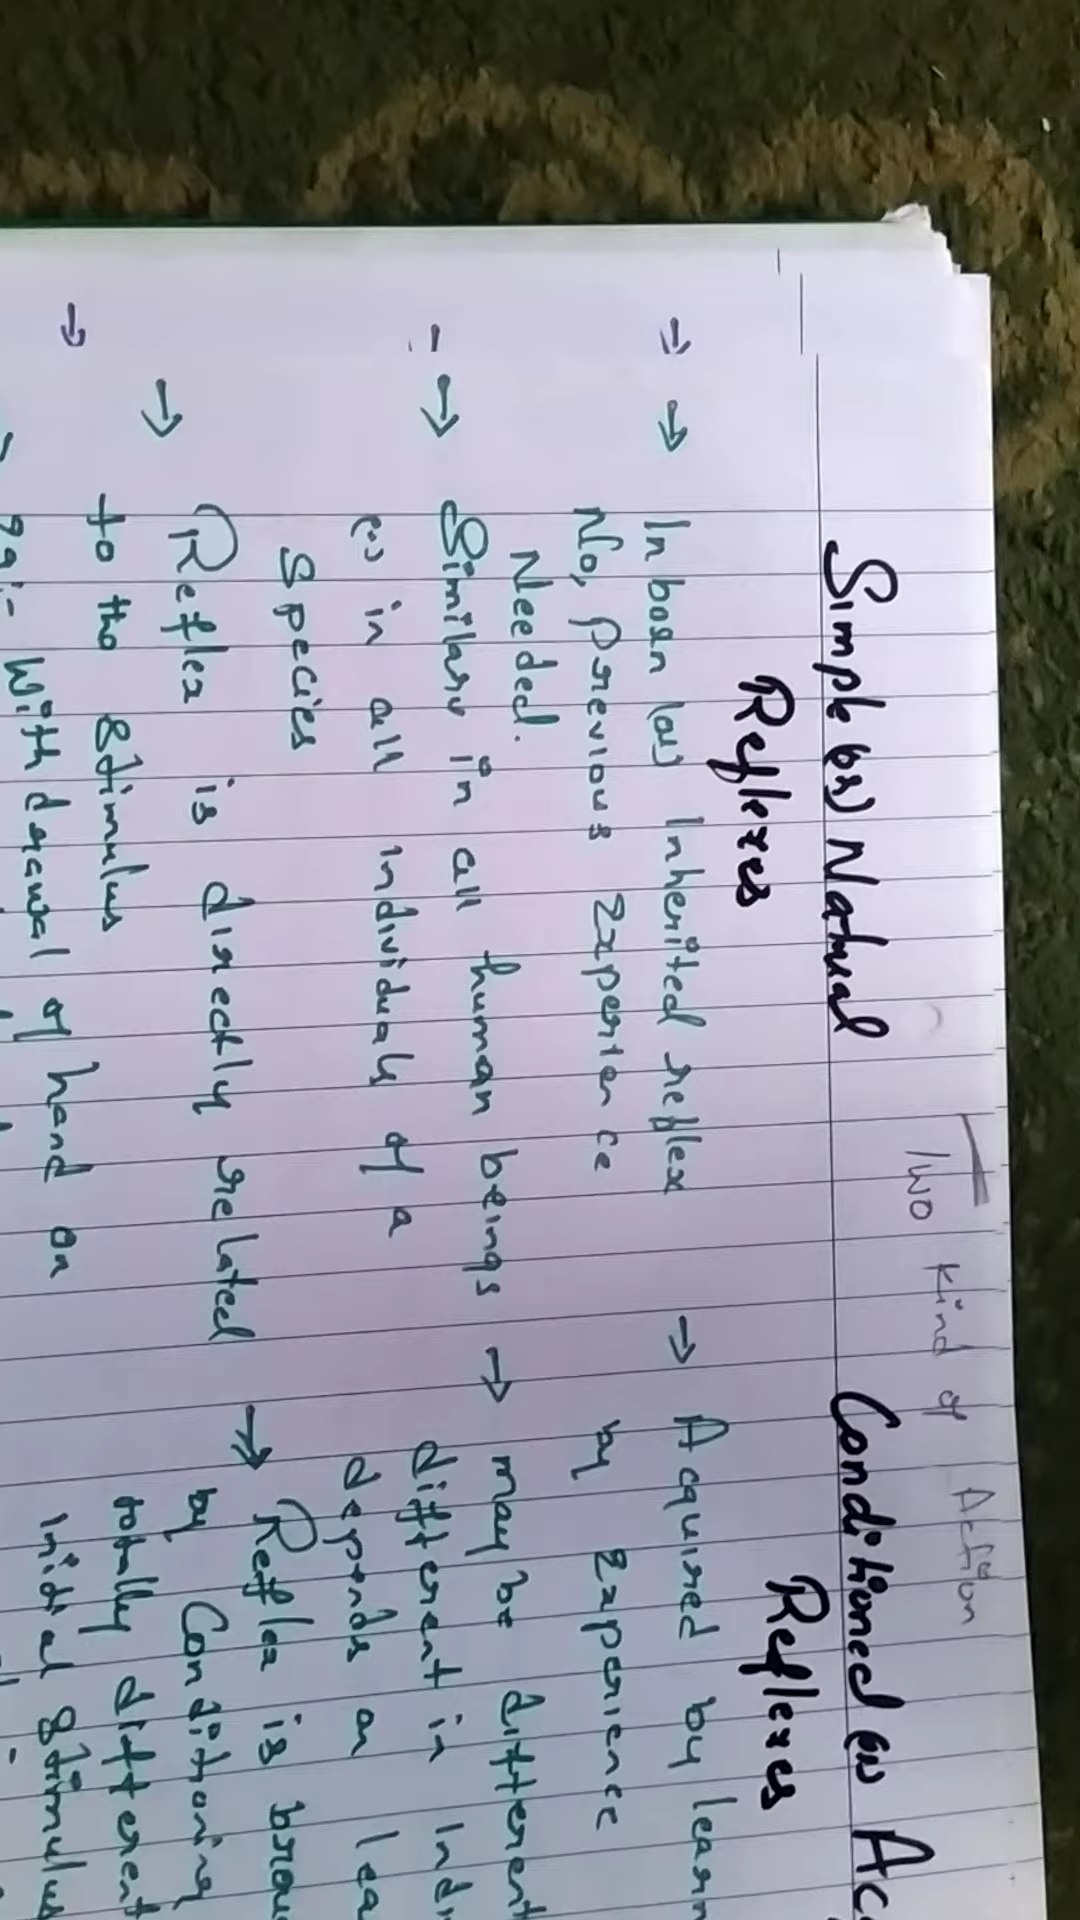 Two kind of Action
Simple (or) Natual
Reflexes
→ → Inborn (or) Inherited reflex
No, Previous Experience
Needed.
→ Similar in all human beings
(or) in all individuals of a
Species
→ Reflex is directly related
→ to the Stimulus
With drawal of hand on
Conditioned (or)
Reflexes
→ Acquired by learn
by Experience
→ may be different
different in Indi
depends on lea
→ Reflex is brou
by Conditioning
totally different
Initial Stimulus